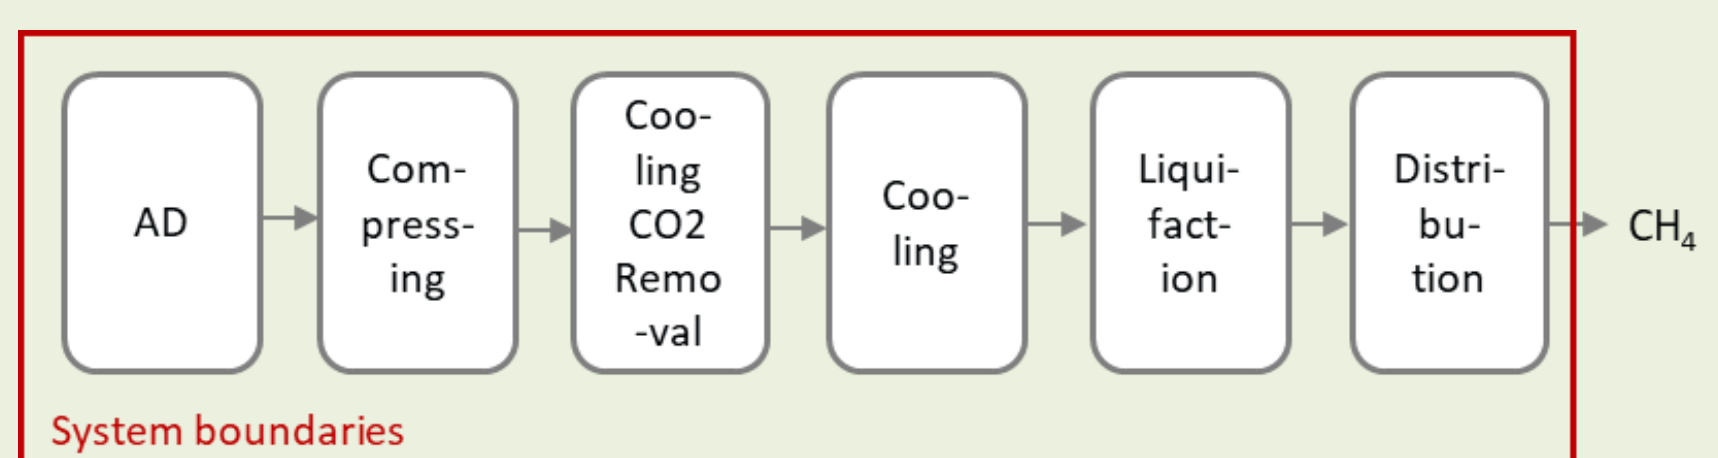 AD
Com-
press-
ing
Coo-
ling
CO2
Remo
-val
Coo-
ling
Liqui-
fact-
ion
Distri-
bu-
tion
CH₄
System boundaries